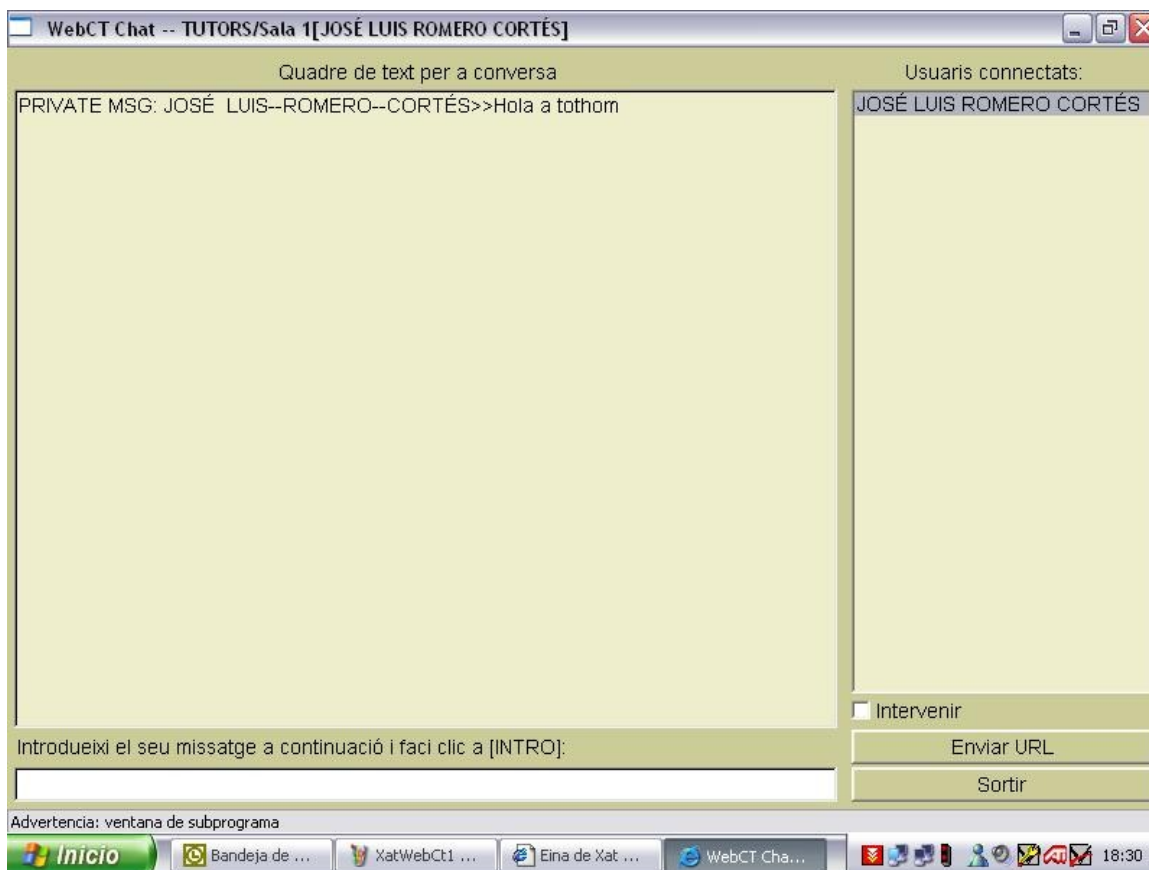 WebCT Chat -- TUTORS/Sala 1[JOSÉ LUIS ROMERO CORTÉS]
Quadre de text per a conversa
Usuaris connectats:
PRIVATE MSG: JOSÉ LUIS--ROMERO--CORTÉS>>Hola a tothom
JOSÉ LUIS ROMERO CORTÉS
Intervenir
Introdueixi el seu missatge a continuació i faci clic a [INTRO]:
Enviar URL
Sortir
Advertencia: ventana de subprograma
Inicio
Bandeja de ...
XatWebCt1 ...
Eina de Xat ...
WebCT Cha...
18:30